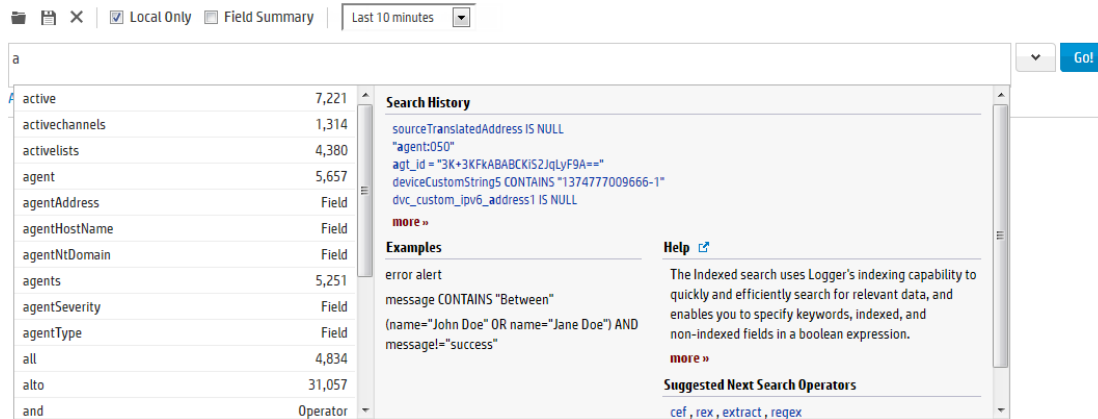 Local Only Field Summary Last 10 minutes
a
Go!
active 7,221
activechannels 1,314
activelists 4,380
agent 5,657
agentAddress Field
agentHostName Field
agentNtDomain Field
agents 5,251
agentSeverity Field
agentType Field
all 4,834
alto 31,057
and Operator
Search History
sourceTranslatedAddress IS NULL
"agent:050"
agt_id = "3K+3KFkABABCKiS2JqLyF9A=="
deviceCustomString5 CONTAINS "1374777009666-1"
dvc_custom_ipv6_address1 IS NULL
more »
Examples
error alert
message CONTAINS "Between"
(name="John Doe" OR name="Jane Doe") AND
message!="success"
Help
The Indexed search uses Logger's indexing capability to
quickly and efficiently search for relevant data, and
enables you to specify keywords, indexed, and
non-indexed fields in a boolean expression.
more »
Suggested Next Search Operators
cef , rex , extract , regex